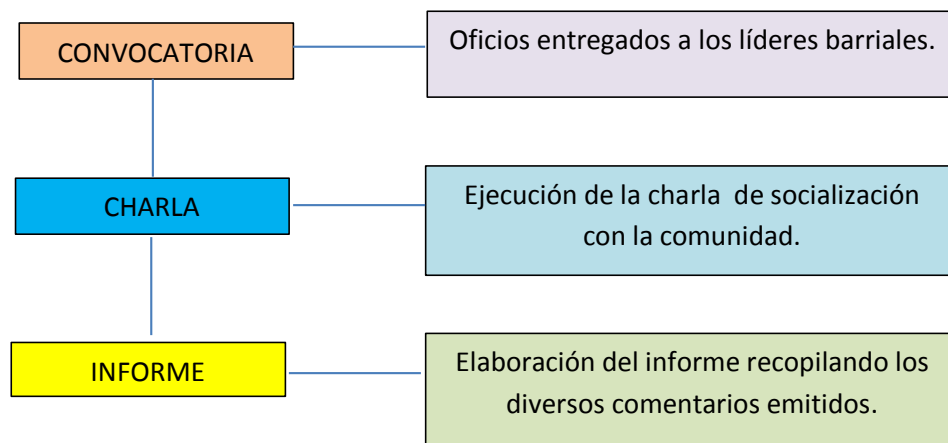 CONVOCATORIA
Oficios entregados a los líderes barriales.
CHARLA
Ejecución de la charla de socialización
con la comunidad.
INFORME
Elaboración del informe recopilando los
diversos comentarios emitidos.